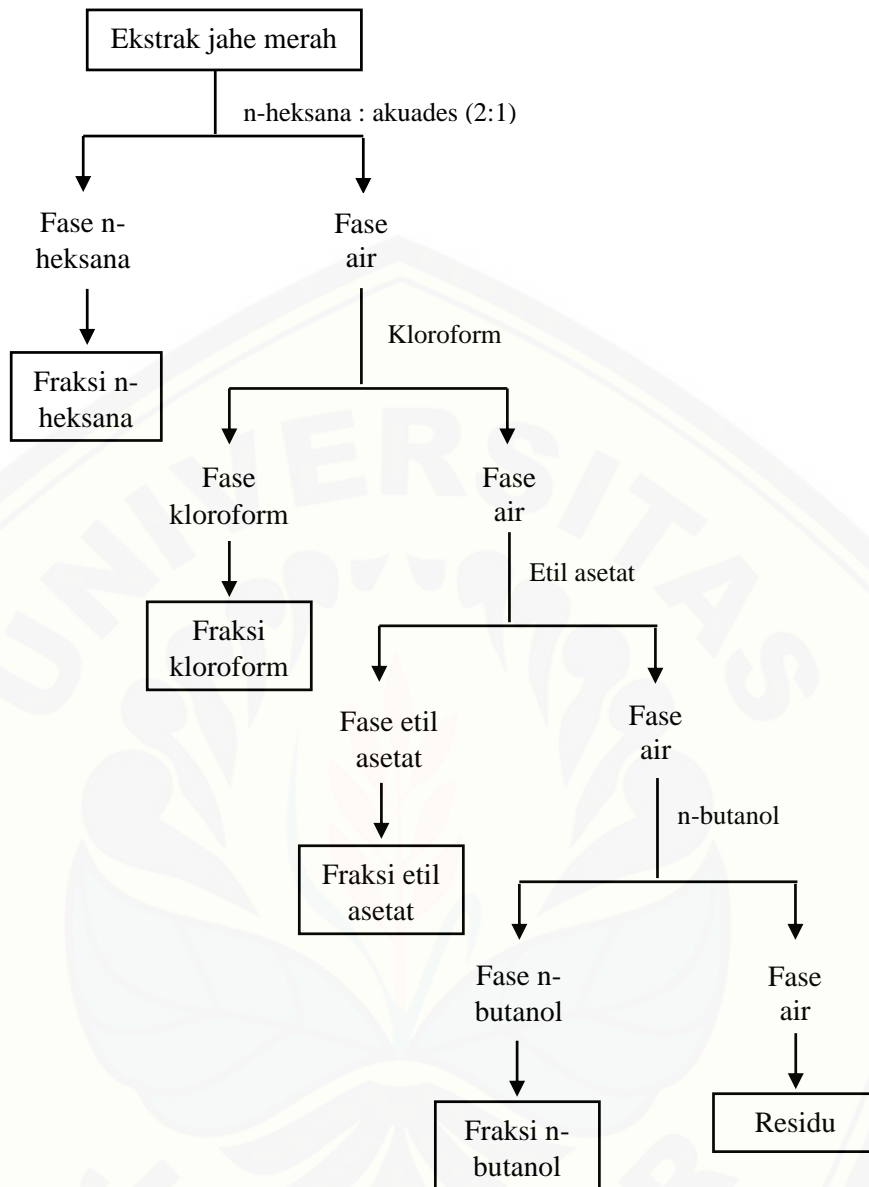 Ekstrak jahe merah
n-heksana : akuades (2:1)
Fase n-
heksana
Fase
air
Kloroform
Fraksi n-
heksana
Fase
kloroform
Fase
air
Etil asetat
Fraksi
kloroform
Fase etil
asetat
Fase
air
n-butanol
Fraksi etil
asetat
Fase n-
butanol
Fase
air
Fraksi n-
butanol
Residu
UNIVERSITAS